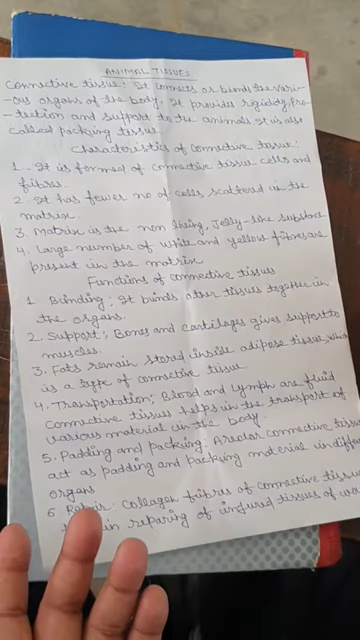 ANIMAL TISSUES
Connective tissue: It connects or binds the vari-
-ous organs of the body. It provides rigidity, Pro-
-tection and support to the animals. It is also
called packing tissue
Characteristics of connective tissue:
1. It is formed of connective tissue cells and
fibres.
2. It has fewer no of cells scattered in the
matrix.
3. Matrix is the non living, Jelly-like substance
4. Large number of white and yellow fibres are
present in the matrix
Functions of connective tissues
1 Binding: It binds other tissues together in
the organs.
2. Support; Bones and cartilages gives support to
muscles.
3. Fats remain stored inside adipose tissue which
is a type of connective tissue
4. Transportation; Blood and Lymph are fluid
connective tissues helps in the transport of
various material in the body.
5. Padding and packing: Areolar connective tissue
act as padding and packing material in
organs
6 Repair: Collagen fibres of connective tissue
in repairing of injured tissues of